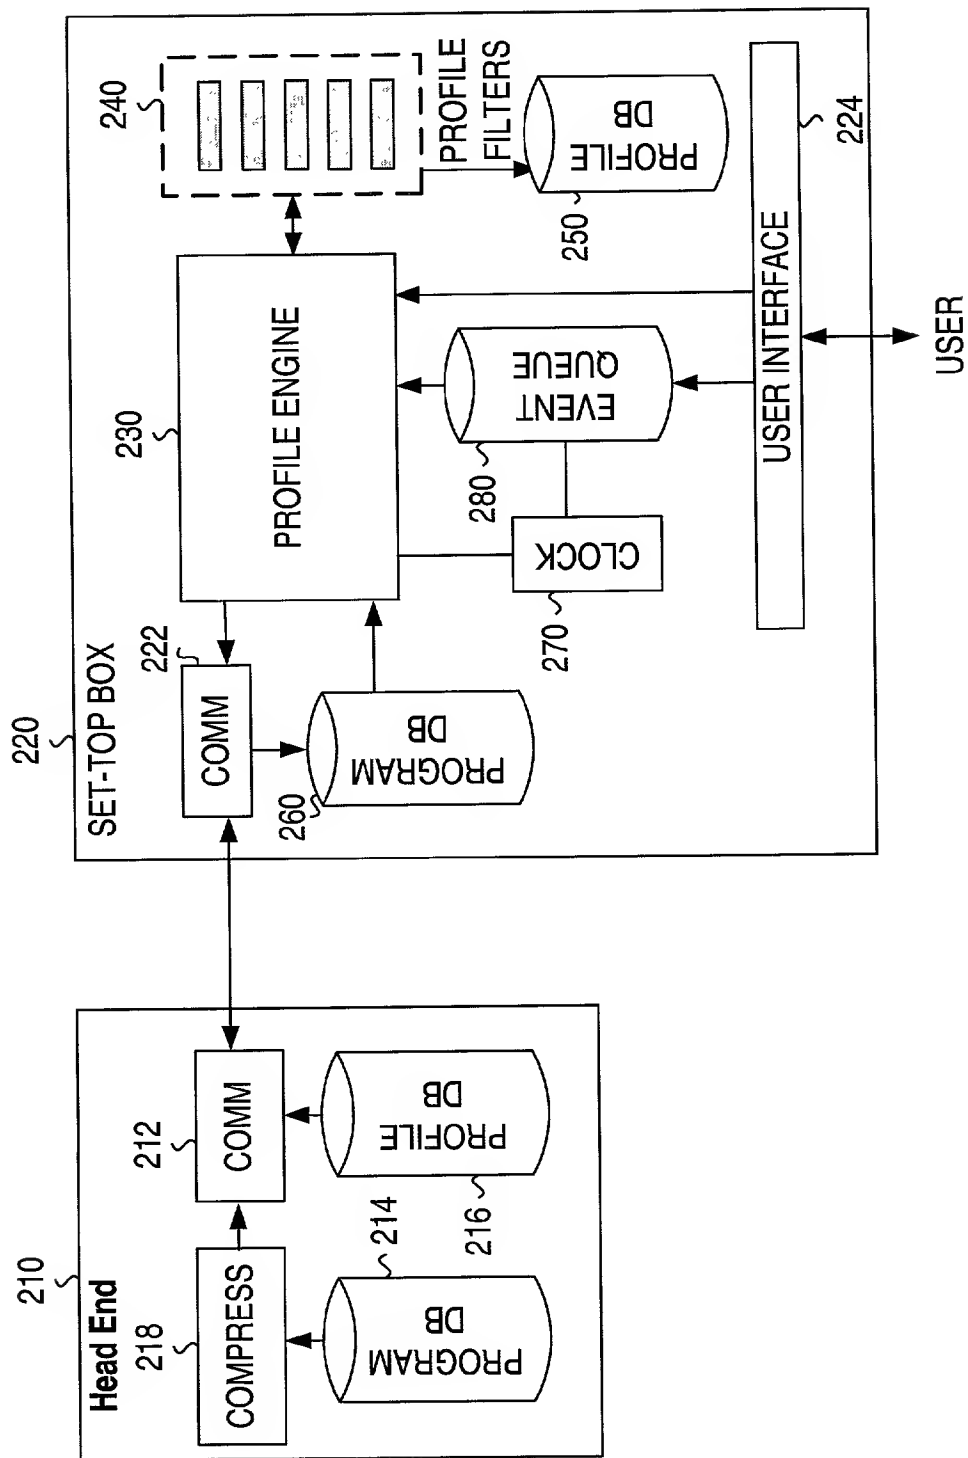 210
Head End
218
COMPRESS
212
COMM
PROGRAM
DB
214
PROFILE
DB
216
220
SET-TOP BOX
222
COMM
260
PROGRAM
DB
230
PROFILE ENGINE
240
PROFILE
FILTERS
250
PROFILE
DB
280
EVENT
QUEUE
270
CLOCK
USER INTERFACE
224
USER